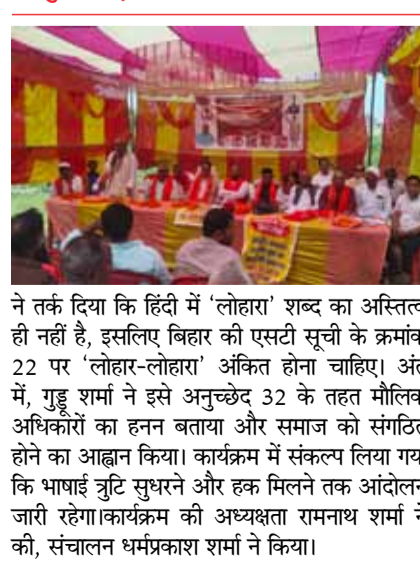 ने तर्क दिया कि हिंदी में ‘लोहारा’ शब्द का अस्तित्व
ही नहीं है, इसलिए बिहार की एसटी सूची के क्रमांक
22 पर ‘लोहार-लोहारा’ अंकित होना चाहिए। अंत
में, गुड्डू शर्मा ने इसे अनुच्छेद 32 के तहत मौलिक
अधिकारों का हनन बताया और समाज को संगठित
होने का आह्वान किया। कार्यक्रम में संकल्प लिया गया
कि भाषाई त्रुटि सुधरने और हक मिलने तक आंदोलन
जारी रहेगा।कार्यक्रम की अध्यक्षता रामनाथ शर्मा ने
की, संचालन धर्मप्रकाश शर्मा ने किया।